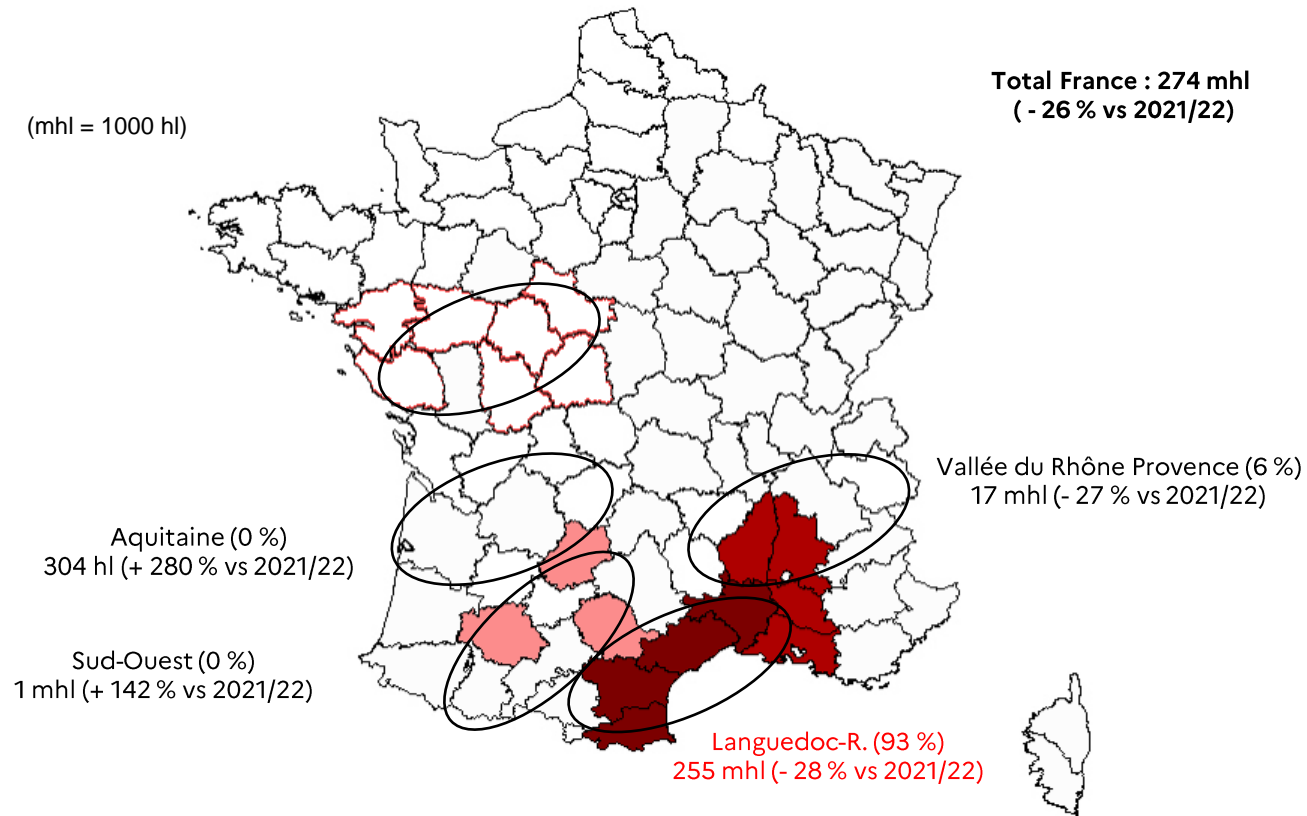 Total France : 274 mhl
( - 26 % vs 2021/22)
(mhl = 1000 hl)
Vallée du Rhône Provence (6 %)
17 mhl (- 27 % vs 2021/22)
Aquitaine (0 %)
304 hl (+ 280 % vs 2021/22)
Sud-Ouest (0 %)
1 mhl (+ 142 % vs 2021/22)
Languedoc-R. (93 %)
255 mhl (- 28 % vs 2021/22)